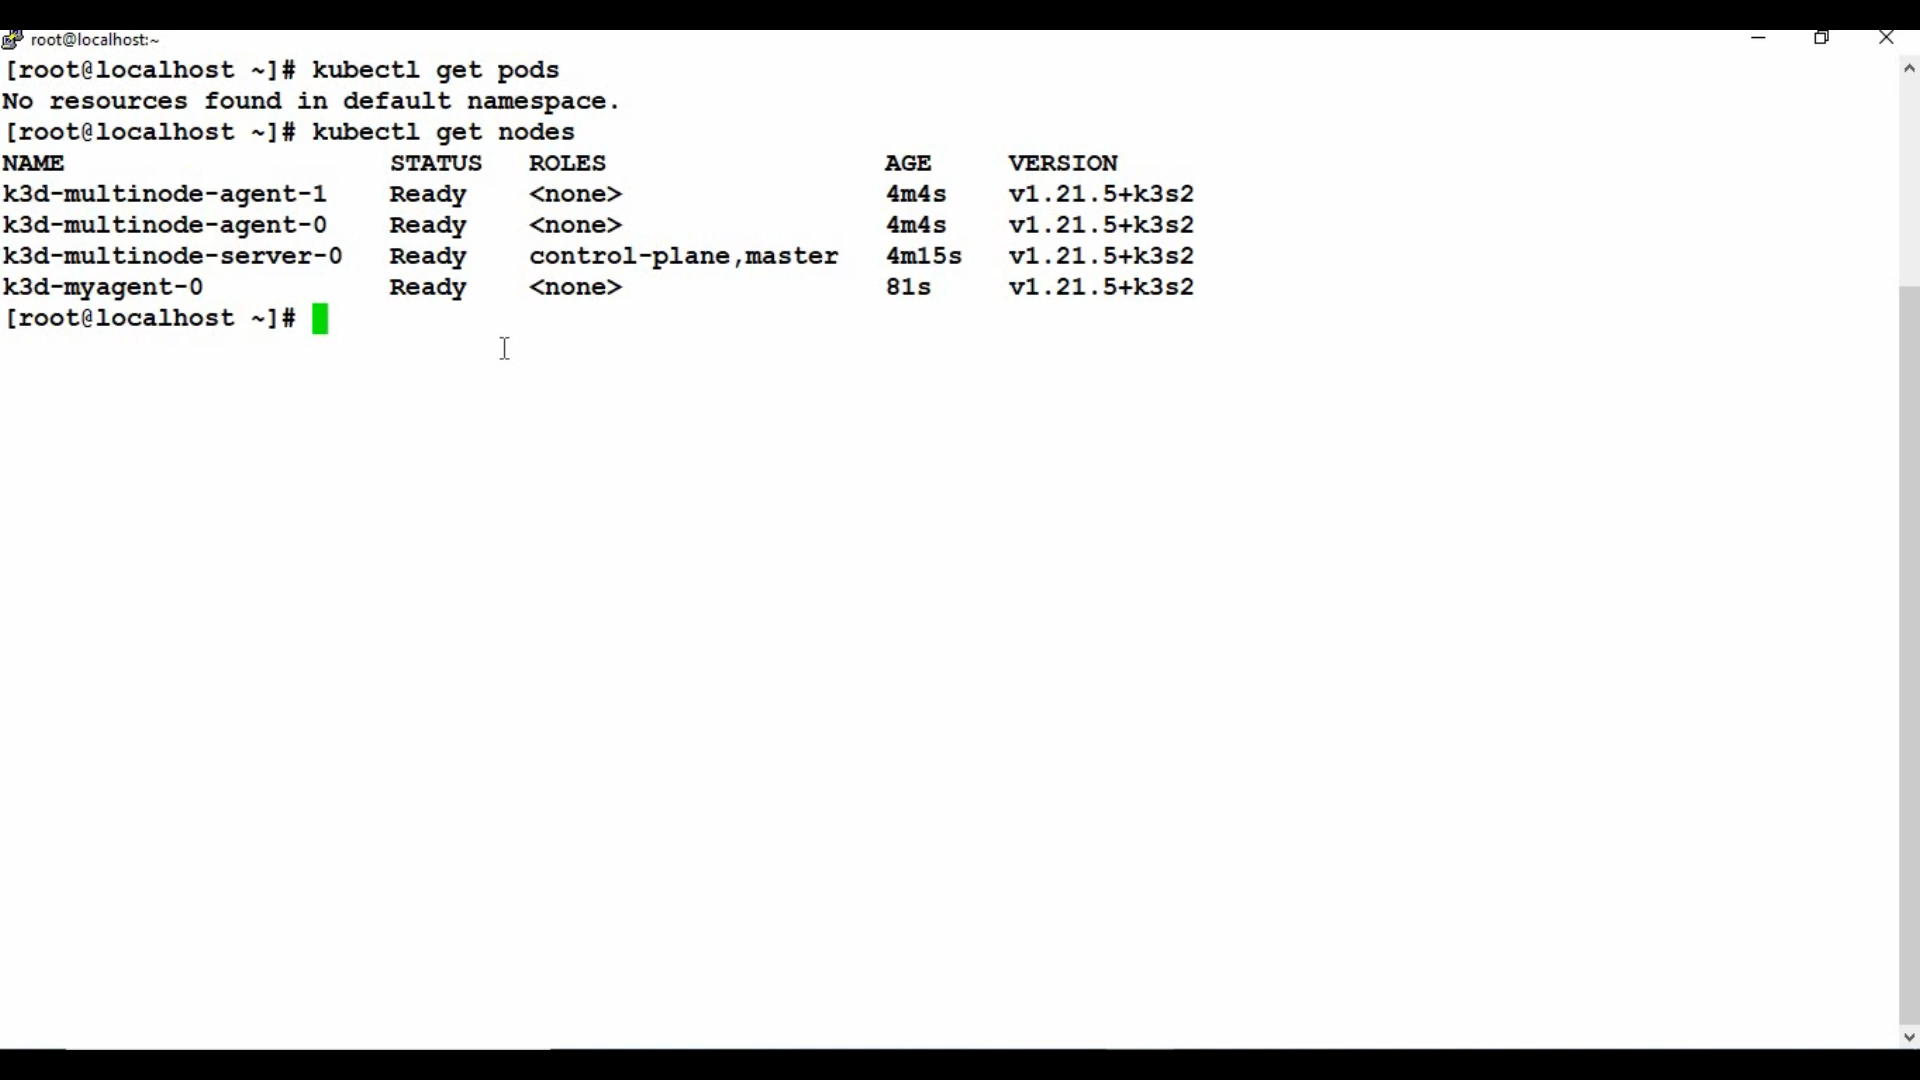 root@localhost:~
[root@localhost ~]# kubectl get pods
No resources found in default namespace.
[root@localhost ~]# kubectl get nodes
NAME                     STATUS   ROLES                  AGE     VERSION
k3d-multinode-agent-1    Ready    <none>                 4m4s    v1.21.5+k3s2
k3d-multinode-agent-0    Ready    <none>                 4m4s    v1.21.5+k3s2
k3d-multinode-server-0   Ready    control-plane,master   4m15s   v1.21.5+k3s2
k3d-myagent-0            Ready    <none>                 81s     v1.21.5+k3s2
[root@localhost ~]#